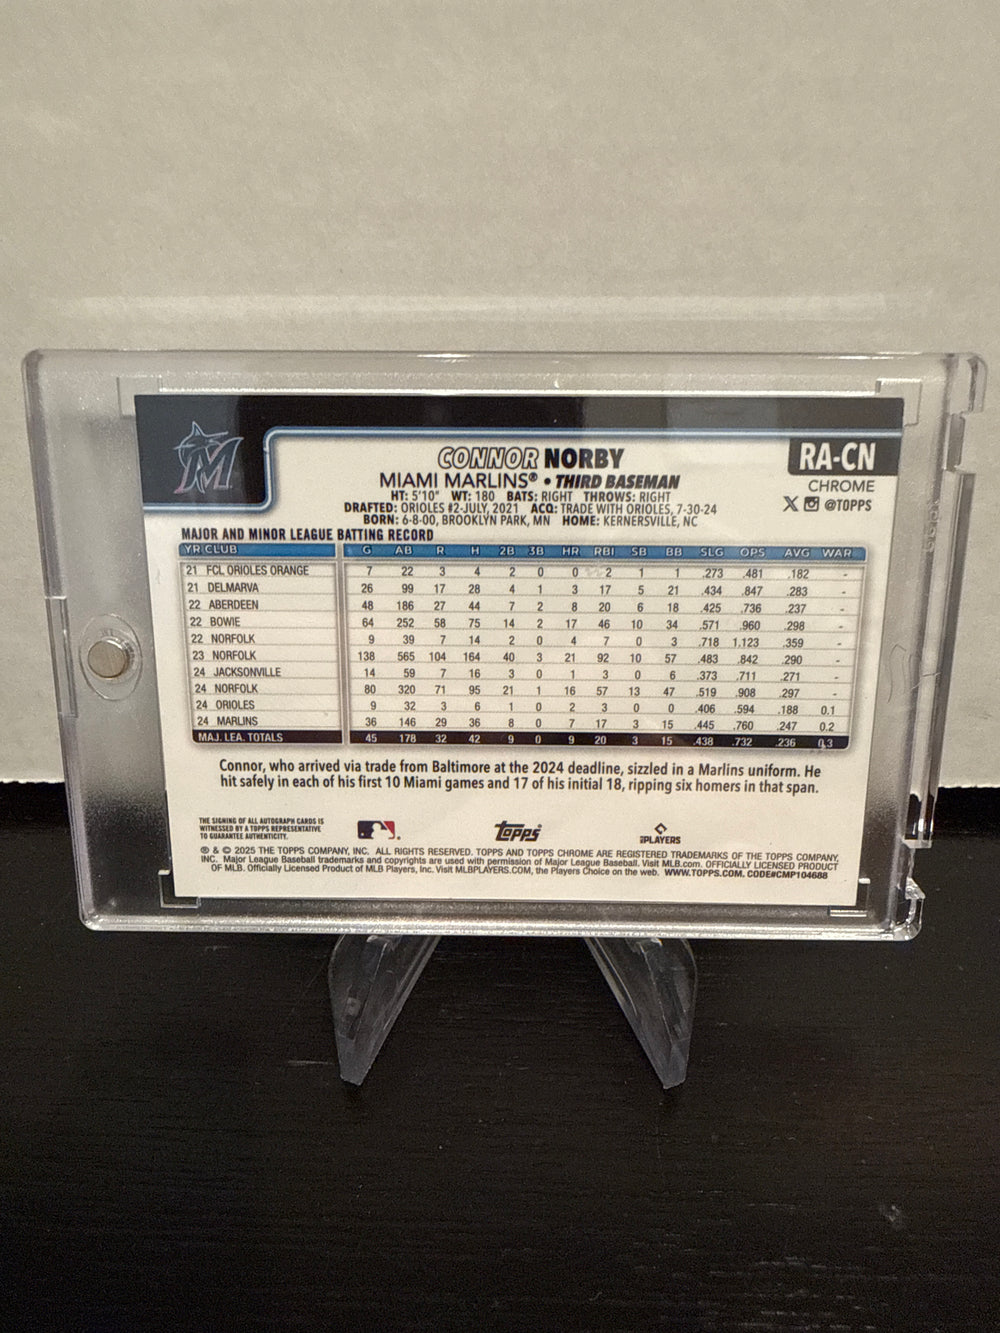 M
CONNOR NORBY
RA-CN
MIAMI MARLINS® • THIRD BASEMAN
CHROME
HT: 5'10" WT: 180 BATS: RIGHT THROWS: RIGHT
X @TOPPS
DRAFTED: ORIOLES #2-JULY, 2021 ACQ: TRADE WITH ORIOLES, 7-30-24
BORN: 6-8-00, BROOKLYN PARK, MN HOME: KERNERSVILLE, NC
MAJOR AND MINOR LEAGUE BATTING RECORD
YR CLUB G AB R H 2B 3B HR RBI SB BB SLG OPS AVG WAR
21 FCL ORIOLES ORANGE 7 22 3 4 2 0 0 2 1 1 .273 .481 .182 -
21 DELMARVA 26 99 17 28 4 1 3 17 5 21 .434 .847 .283 -
22 ABERDEEN 48 186 27 44 7 2 8 20 6 18 .425 .736 .237 -
22 BOWIE 64 252 58 75 14 2 17 46 10 34 .571 .960 .298 -
22 NORFOLK 9 39 7 14 2 0 4 7 0 3 .718 1.123 .359 -
23 NORFOLK 138 565 104 164 40 3 21 92 10 57 .483 .842 .290 -
24 JACKSONVILLE 14 59 7 16 3 0 1 3 0 6 .373 .711 .271 -
24 NORFOLK 80 320 71 95 21 1 16 57 13 47 .519 .908 .297 -
24 ORIOLES 9 32 3 6 1 0 2 3 0 0 .406 .594 .188 0.1
24 MARLINS 36 146 29 36 8 0 7 17 3 15 .445 .760 .247 0.2
MAJ. LEA. TOTALS 45 178 32 42 9 0 9 20 3 15 .438 .732 .236 0.3
Connor, who arrived via trade from Baltimore at the 2024 deadline, sizzled in a Marlins uniform. He
hit safely in each of his first 10 Miami games and 17 of his initial 18, ripping six homers in that span.
THE SIGNING OF ALL AUTOGRAPH CARDS IS
WITNESSED BY A TOPPS REPRESENTATIVE
TO GUARANTEE AUTHENTICITY.
Topps
PLAYERS
® & © 2025 THE TOPPS COMPANY, INC. ALL RIGHTS RESERVED. TOPPS AND TOPPS CHROME ARE REGISTERED TRADEMARKS OF THE TOPPS COMPANY,
INC. Major League Baseball trademarks and copyrights are used with permission of Major League Baseball. Visit MLB.com. OFFICIALLY LICENSED PRODUCT
OF MLB. Officially Licensed Product of MLB Players, Inc. Visit MLBPLAYERS.COM, the Players Choice on the web. WWW.TOPPS.COM. CODE#CMP104688